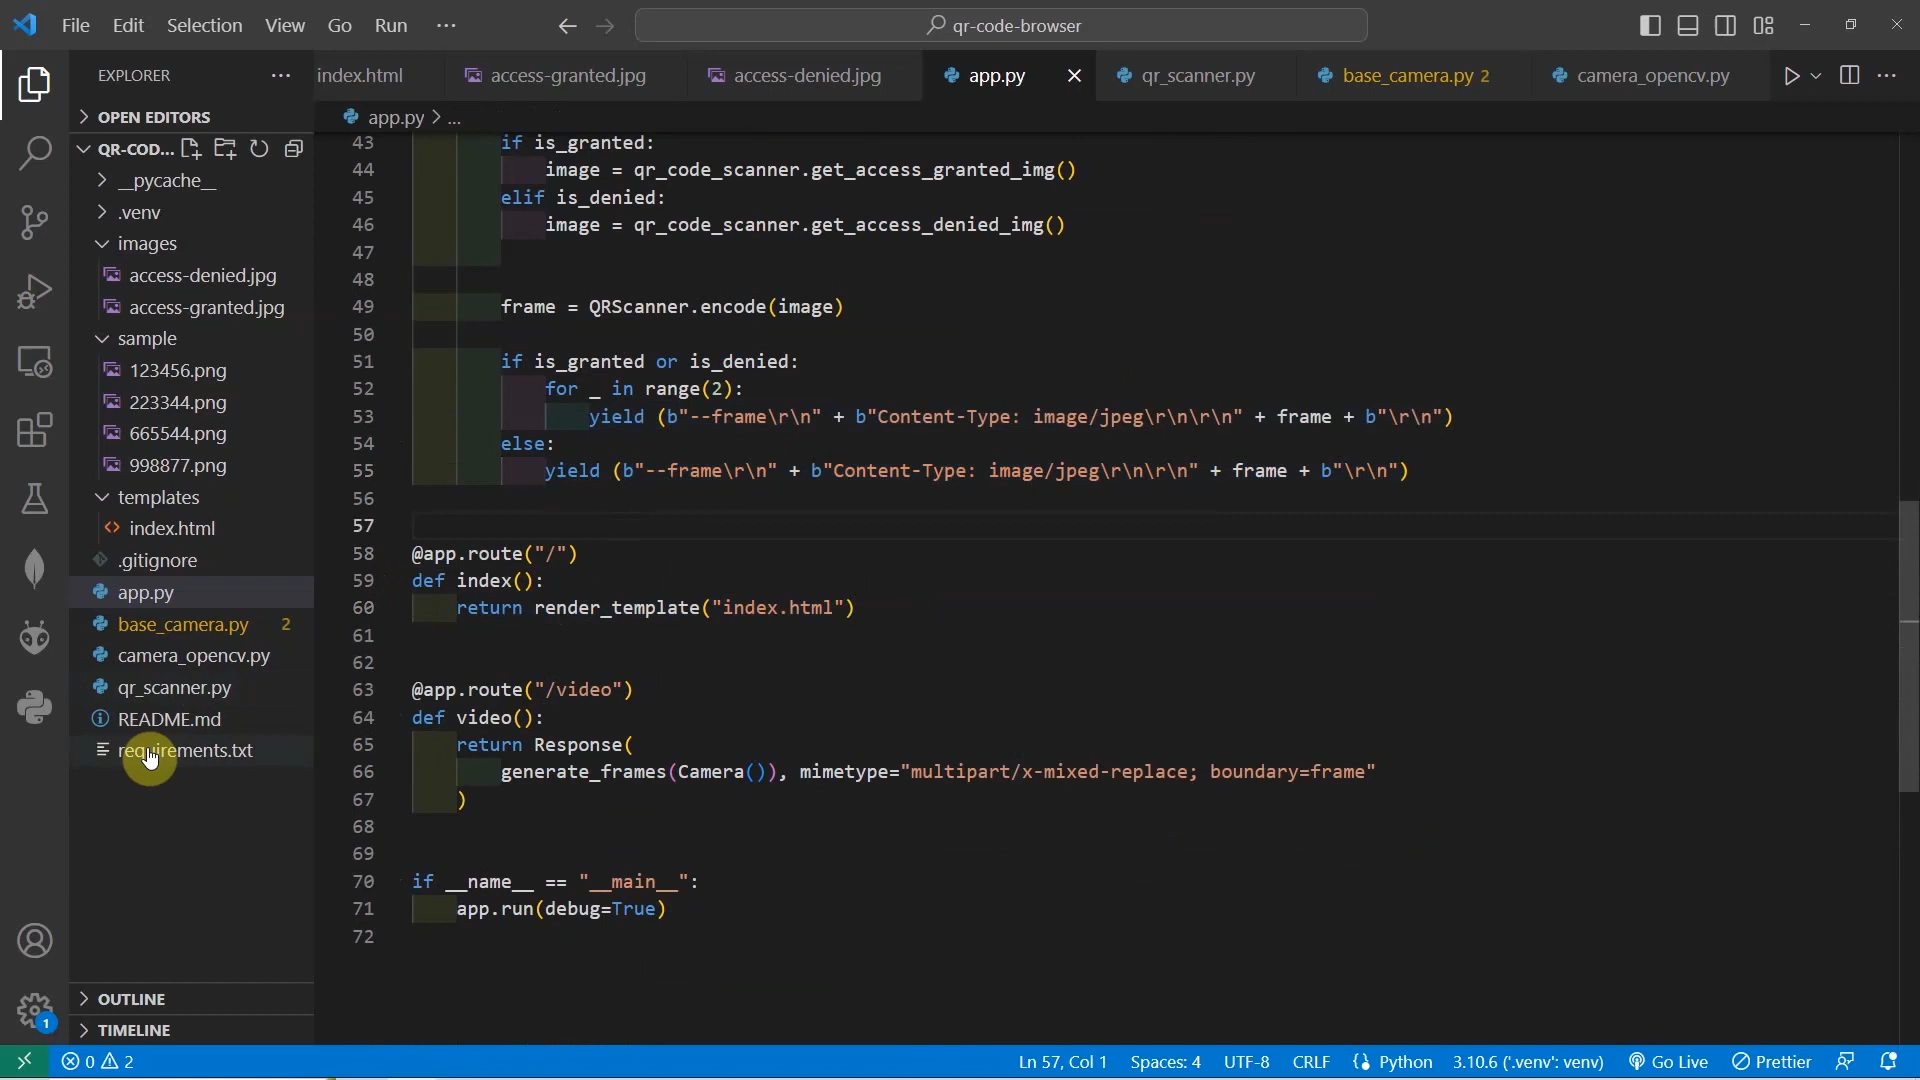 File Edit Selection View Go Run ···
qr-code-browser
EXPLORER ···
index.html access-granted.jpg access-denied.jpg app.py qr_scanner.py base_camera.py 2 camera_opencv.py ···
OPEN EDITORS
app.py > ...
QR-COD...
__pycache__
.venv
images
access-denied.jpg
access-granted.jpg
sample
123456.png
223344.png
665544.png
998877.png
templates
index.html
.gitignore
app.py
base_camera.py 2
camera_opencv.py
qr_scanner.py
README.md
requirements.txt
OUTLINE
TIMELINE
43 if is_granted:
44 image = qr_code_scanner.get_access_granted_img()
45 elif is_denied:
46 image = qr_code_scanner.get_access_denied_img()
47
48
49 frame = QRScanner.encode(image)
50
51 if is_granted or is_denied:
52 for _ in range(2):
53 yield (b"--frame\r\n" + b"Content-Type: image/jpeg\r\n\r\n" + frame + b"\r\n")
54 else:
55 yield (b"--frame\r\n" + b"Content-Type: image/jpeg\r\n\r\n" + frame + b"\r\n")
56
57
58 @app.route("/")
59 def index():
60 return render_template("index.html")
61
62
63 @app.route("/video")
64 def video():
65 return Response(
66 generate_frames(Camera()), mimetype="multipart/x-mixed-replace; boundary=frame"
67 )
68
69
70 if __name__ == "__main__":
71 app.run(debug=True)
72
1
0 2 Ln 57, Col 1 Spaces: 4 UTF-8 CRLF Python 3.10.6 ('.venv': venv) Go Live Prettier